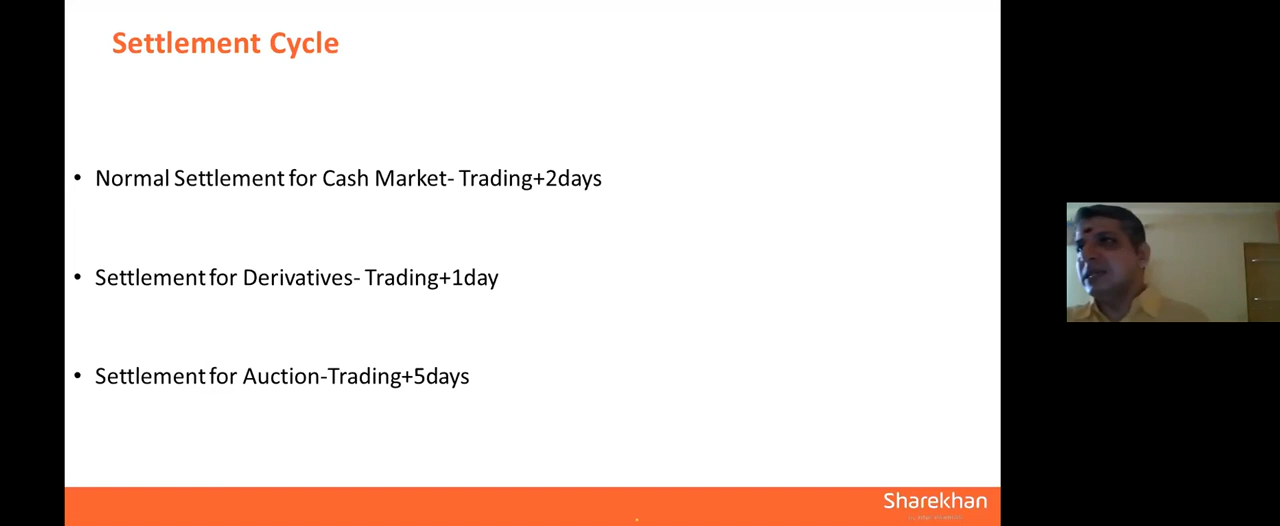 Settlement Cycle
• Normal Settlement for Cash Market- Trading+2days
• Settlement for Derivatives- Trading+1day
• Settlement for Auction-Trading+5days
Sharekhan